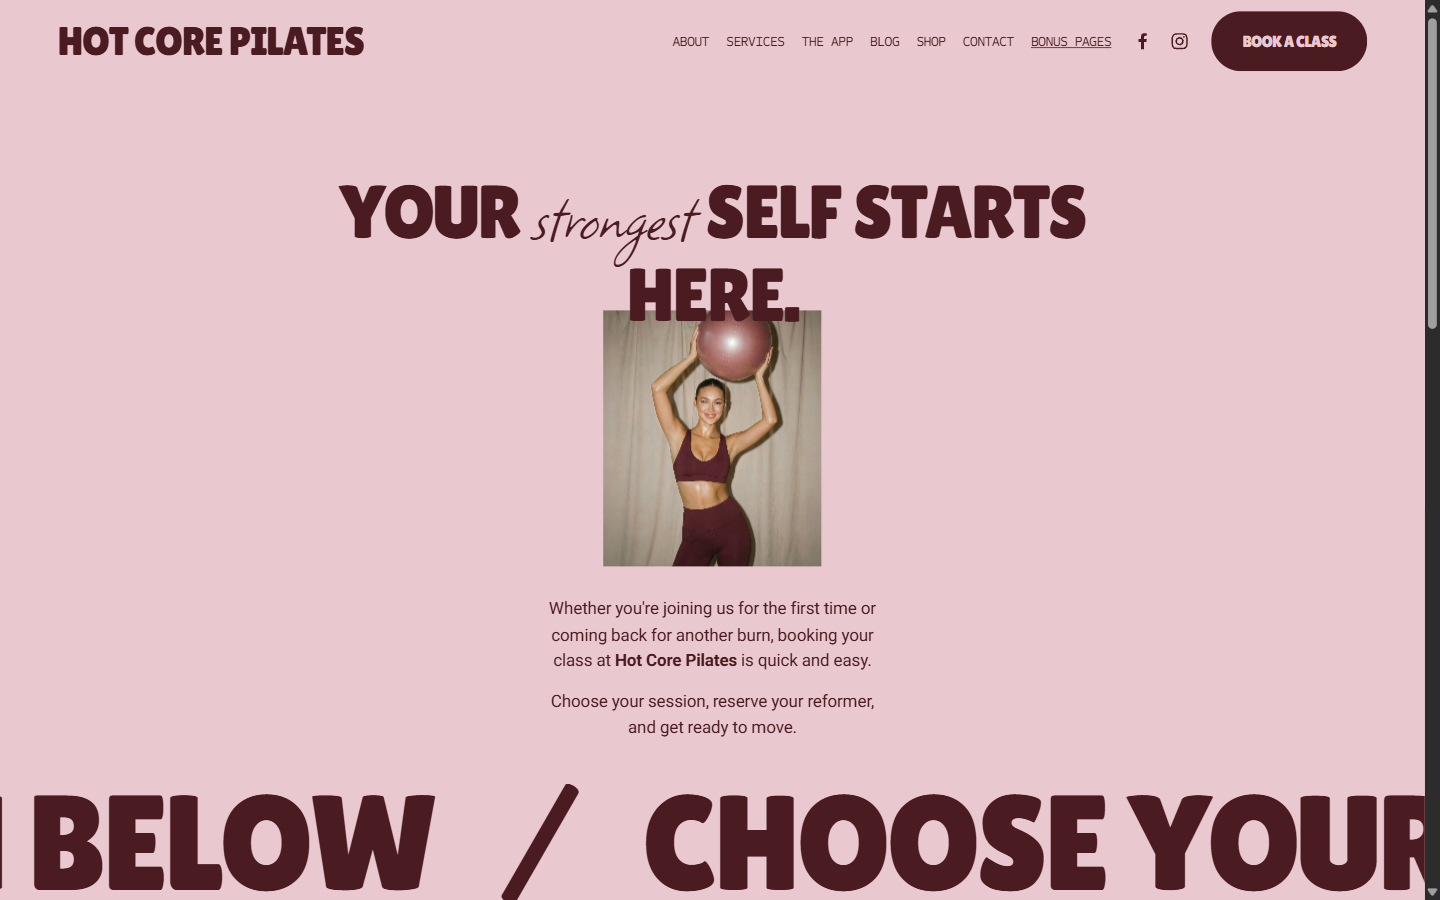 HOT CORE PILATES
ABOUT SERVICES THE APP BLOG SHOP CONTACT BONUS PAGES BOOK A CLASS
YOUR strongest SELF STARTS
HERE.
Whether you're joining us for the first time or
coming back for another burn, booking your
class at Hot Core Pilates is quick and easy.
Choose your session, reserve your reformer,
and get ready to move.
BELOW / CHOOSE YOUR